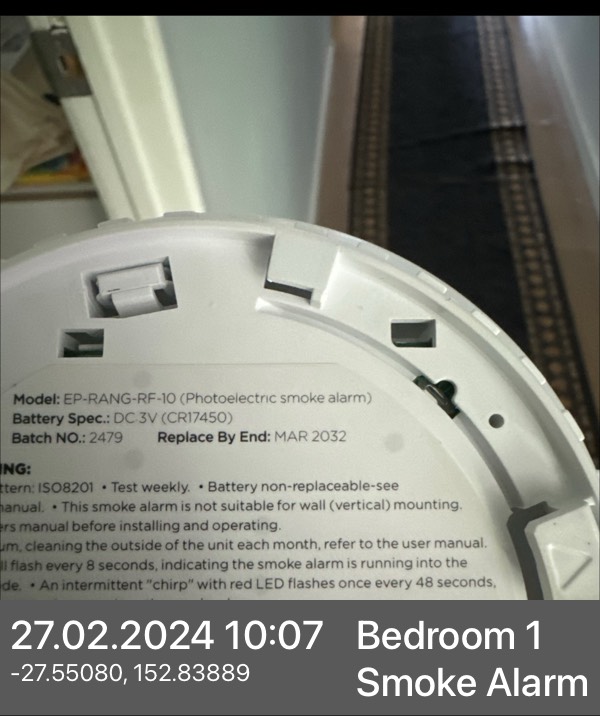 Model: EP-RANG-RF-10 (Photoelectric smoke alarm)
Battery Spec.: DC 3V (CR17450)
Batch NO.: 2479 Replace By End: MAR 2032
NG:
ttern: ISO8201 • Test weekly. • Battery non-replaceable-see
anual. • This smoke alarm is not suitable for wall (vertical) mounting.
ers manual before installing and operating.
um, cleaning the outside of the unit each month, refer to the user manual.
ll flash every 8 seconds, indicating the smoke alarm is running into the
de. • An intermittent "chirp" with red LED flashes once every 48 seconds,
27.02.2024 10:07
-27.55080, 152.83889
Bedroom 1
Smoke Alarm